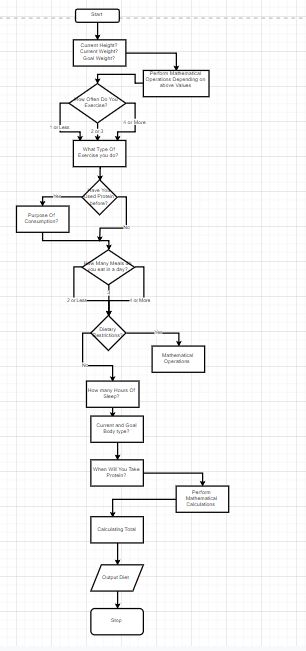 Start
Current Height?
Current Weight?
Goal Weight?
Perform Mathematical
Operations Depending on
above Values
How Often Do You
Exercise?
1 or Less
2 or 3
4 or More
What Type Of
Exercise you do?
Have You
Used Protein
before?
Yes
No
Purpose Of
Consumption?
How Many Meals do
you eat in a day?
2 or Less
3
4 or More
Dietary
Restrictions?
Yes
No
Mathematical
Operations
How many Hours Of
Sleep?
Current and Goal
Body type?
When Will You Take
Protein?
Perform
Mathematical
Calculations
Calculating Total
Output Diet
Stop